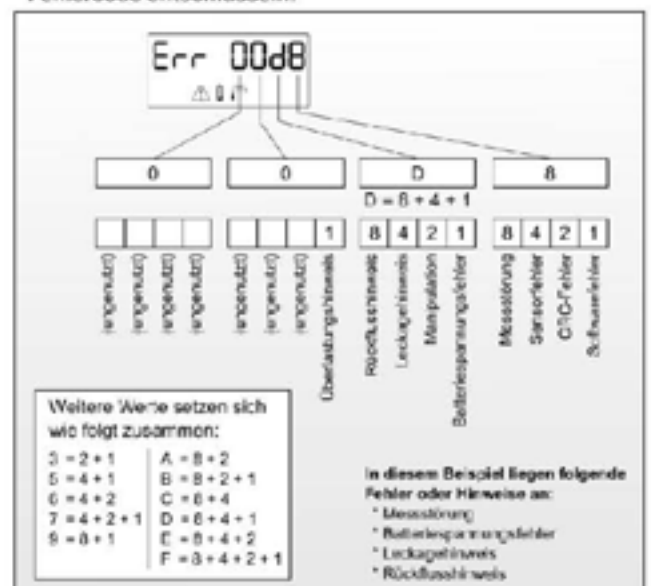 Err 00d8
0 0 D 8
D = 8 + 4 + 1
1 8 4 2 1 8 4 2 1
(ungenutzt)
(ungenutzt)
(ungenutzt)
(ungenutzt)
(ungenutzt)
(ungenutzt)
(ungenutzt)
Überlastungshinweis
Rückflusshinweis
Leckagehinweis
Manipulation
Batteriespannungsfehler
Messstörung
Sensorfehler
CRC-Fehler
Softwarefehler
Weitere Werte setzen sich
wie folgt zusammen:
3 = 2 + 1
5 = 4 + 1
6 = 4 + 2
7 = 4 + 2 + 1
9 = 8 + 1
A = 8 + 2
B = 8 + 2 + 1
C = 8 + 4
D = 8 + 4 + 1
E = 8 + 4 + 2
F = 8 + 4 + 2 + 1
In diesem Beispiel liegen folgende
Fehler oder Hinweise an:
* Messstörung
* Batteriespannungsfehler
* Leckagehinweis
* Rückflusshinweis